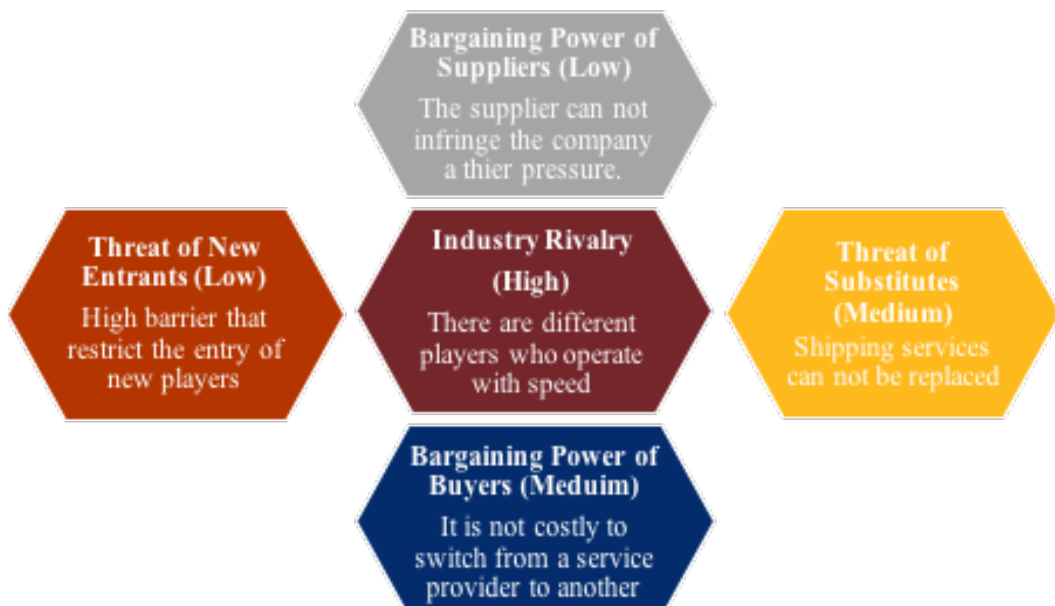 Bargaining Power of
Suppliers (Low)
The supplier can not
infringe the company
a thier pressure.
Threat of New
Entrants (Low)
High barrier that
restrict the entry of
new players
Industry Rivalry
(High)
There are different
players who operate
with speed
Threat of
Substitutes
(Medium)
Shipping services
can not be replaced
Bargaining Power of
Buyers (Meduim)
It is not costly to
switch from a service
provider to another